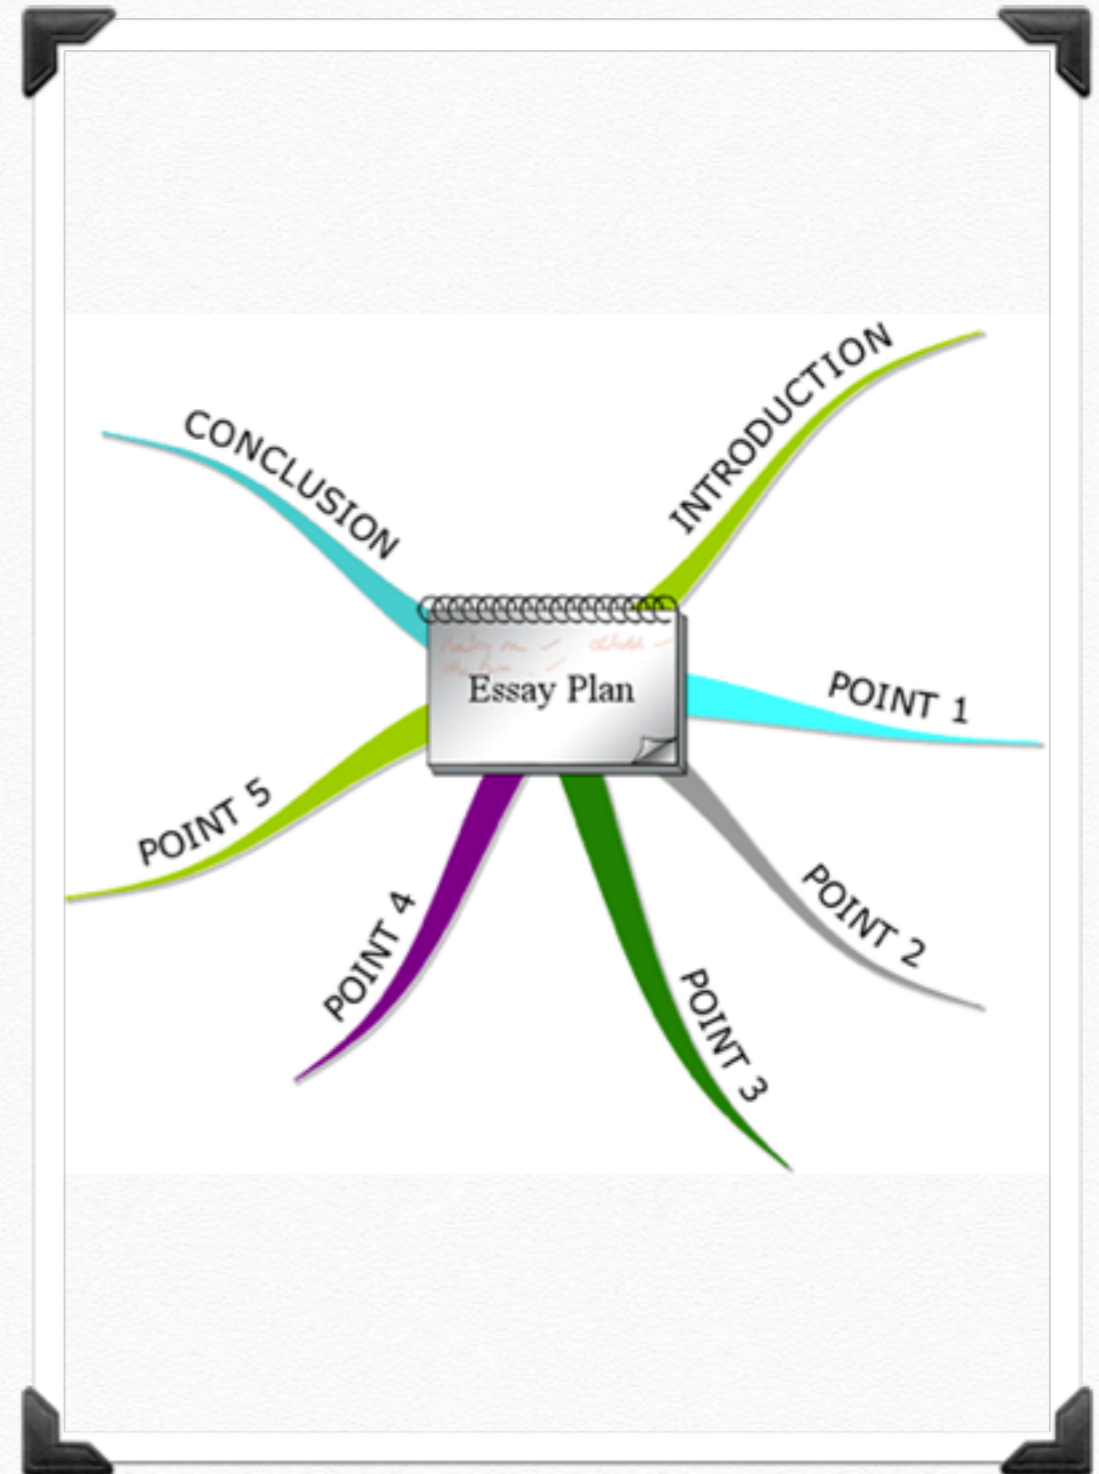 Essay Plan
INTRODUCTION
POINT 1
POINT 2
POINT 3
POINT 4
POINT 5
CONCLUSION